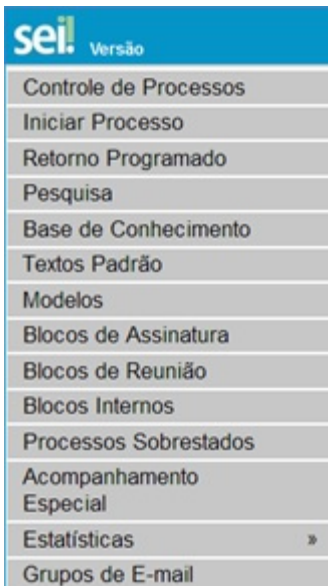 sei! Versão
Controle de Processos
Iniciar Processo
Retorno Programado
Pesquisa
Base de Conhecimento
Textos Padrão
Modelos
Blocos de Assinatura
Blocos de Reunião
Blocos Internos
Processos Sobrestados
Acompanhamento
Especial
Estatísticas »
Grupos de E-mail